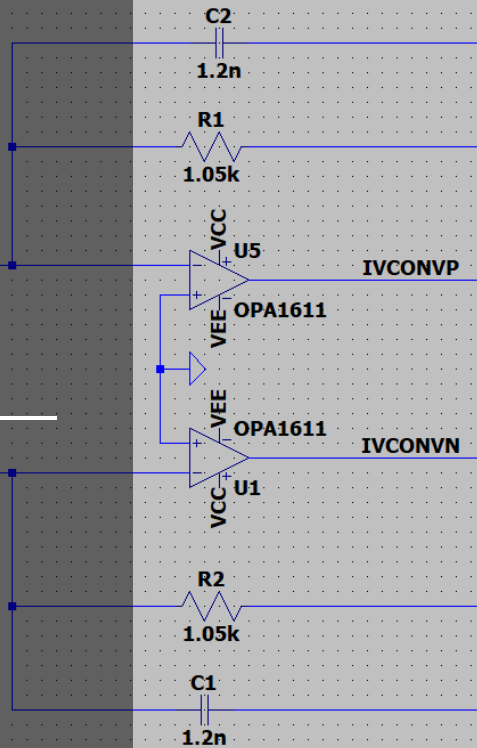 C2
1.2n
R1
1.05k
VCC
U5
IVCONVP
OPA1611
VEE
VEE
OPA1611
IVCONVN
U1
VCC
R2
1.05k
C1
1.2n